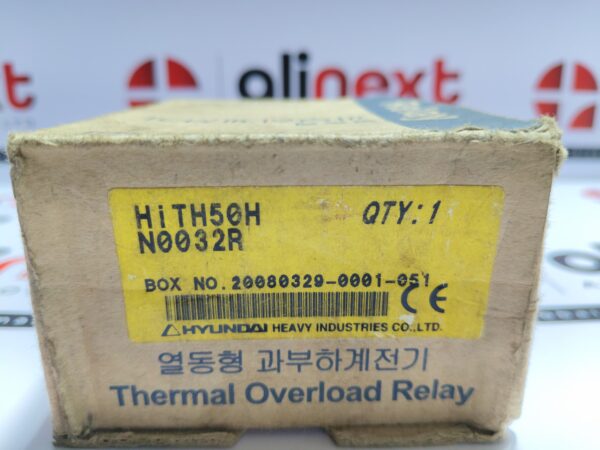 alinext
HiTH50H QTY:1
N0032R
BOX NO.20080329-0001-051
CE
HYUNDAI HEAVY INDUSTRIES CO.,LTD.
열동형 과부하계전기
Thermal Overload Relay